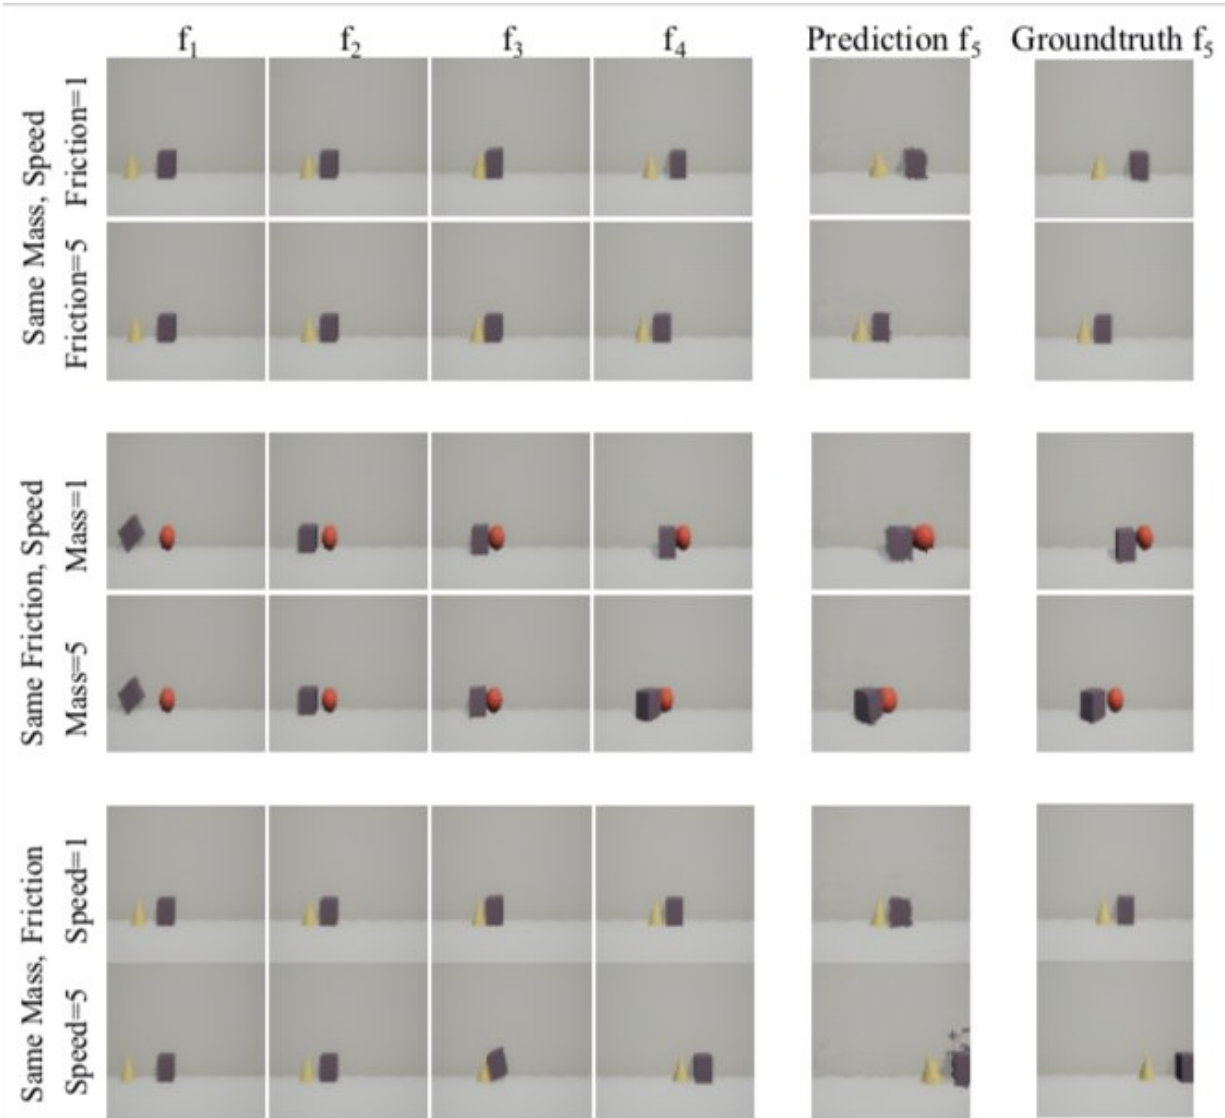 f₁ f₂ f₃ f₄ Prediction f₅ Groundtruth f₅
Same Mass, Speed
Friction=1
Friction=5
Same Friction, Speed
Mass=1
Mass=5
Same Mass, Friction
Speed=1
Speed=5